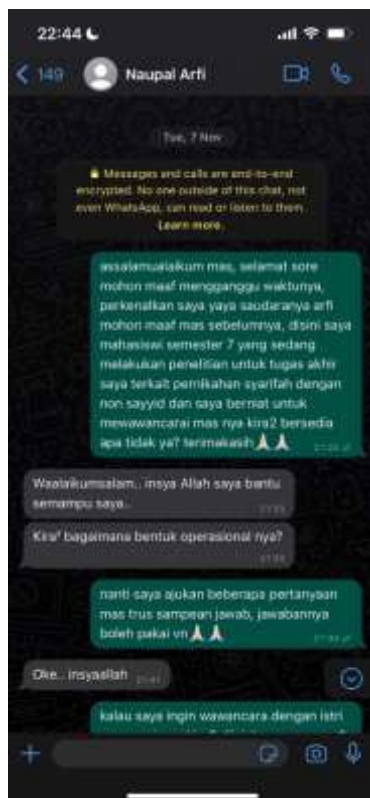 22:44
149 Naupal Arfi
Tue, 7 Nov
Messages and calls are end-to-end
encrypted. No one outside of this chat, not
even WhatsApp, can read or listen to them.
Learn more.
assalamualaikum mas, selamat sore
mohon maaf mengganggu waktunya,
perkenalkan saya yaya saudaranya arfi
mohon maaf mas sebelumnya, disini saya
mahasiswi semester 7 yang sedang
melakukan penelitian untuk tugas akhir
saya terkait pernikahan syarifah dengan
non sayyid dan saya berniat untuk
mewawancarai mas nya kira2 bersedia
apa tidak ya? terimakasih🙏🏻🙏🏻
Waalaikumsalam.. insya Allah saya bantu
semampu saya..
Kira² bagaimana bentuk operasional nya?
nanti saya ajukan beberapa pertanyaan
mas trus sampean jawab, jawabannya
boleh pakai vn🙏🏻🙏🏻
Oke.. insyaallah
kalau saya ingin wawancara dengan istri